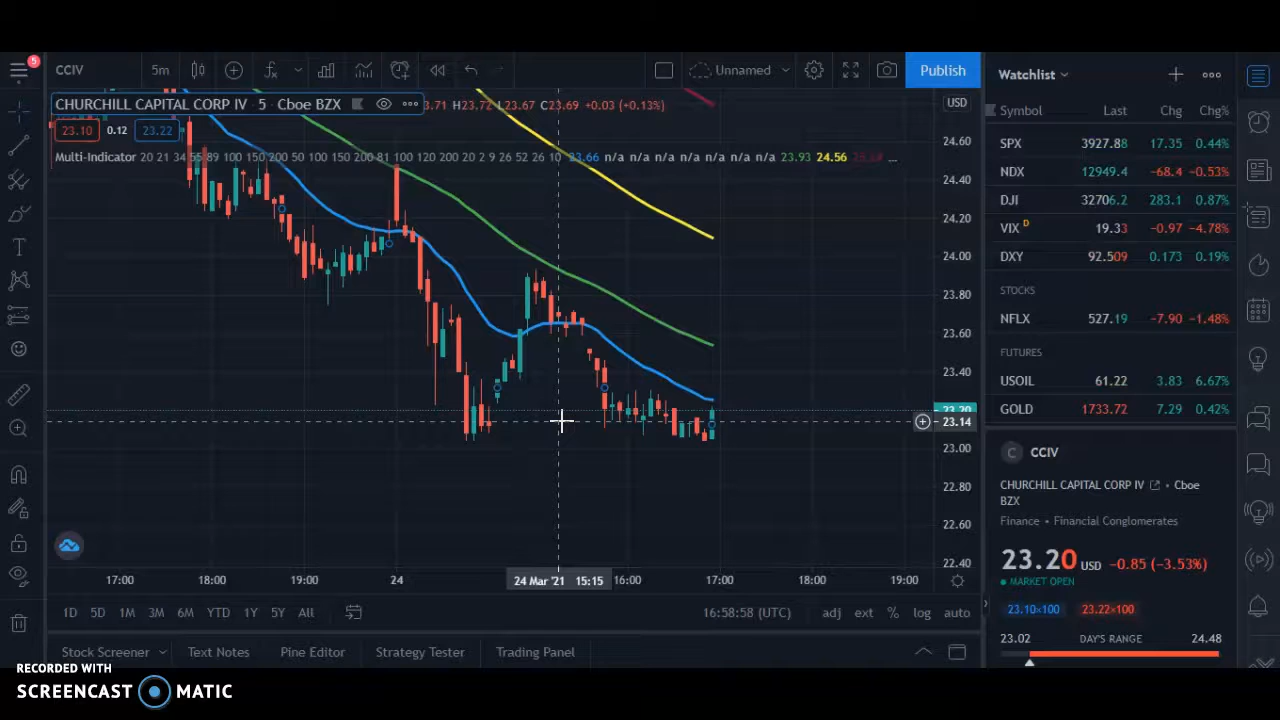 5
CCIV
5m
Unnamed
Publish
CHURCHILL CAPITAL CORP IV · 5 · Cboe BZX
3.71 H23.72 L23.67 C23.69 +0.03 (+0.13%)
USD
23.10 0.12 23.22
Multi-Indicator 20 21 34 55 89 100 150 200 50 100 150 200 81 100 120 200 20 2 9 26 52 26 10 23.66 n/a n/a n/a n/a n/a n/a n/a 23.93 24.56 ...
24.60
24.40
24.20
24.00
23.80
23.60
23.40
23.20
23.14
23.00
22.80
22.60
22.40
17:00 18:00 19:00 24 24 Mar '21 15:15 16:00 17:00 18:00 19:00
1D 5D 1M 3M 6M YTD 1Y 5Y All
16:58:58 (UTC) adj ext % log auto
Stock Screener Text Notes Pine Editor Strategy Tester Trading Panel
Watchlist
Symbol Last Chg Chg%
SPX 3927.88 17.35 0.44%
NDX 12949.4 −68.4 −0.53%
DJI 32706.2 283.1 0.87%
VIX D 19.33 −0.97 −4.78%
DXY 92.509 0.173 0.19%
STOCKS
NFLX 527.19 −7.90 −1.48%
FUTURES
USOIL 61.22 3.83 6.67%
GOLD 1733.72 7.29 0.42%
C CCIV
CHURCHILL CAPITAL CORP IV • Cboe
BZX
Finance • Financial Conglomerates
23.20 USD −0.85 (−3.53%)
MARKET OPEN
23.10×100 23.22×100
23.02 DAY'S RANGE 24.48
RECORDED WITH
SCREENCAST MATIC